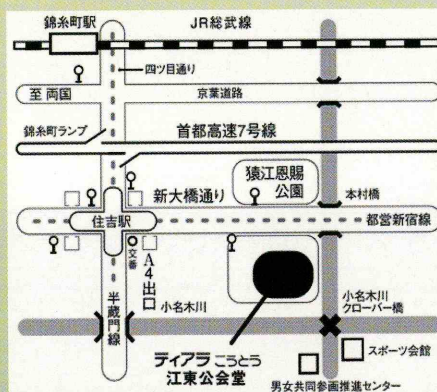 錦糸町駅
JR総武線
四ツ目通り
至 両国
京葉道路
錦糸町ランプ
首都高速7号線
猿江恩賜
公園
新大橋通り
本村橋
住吉駅
都営新宿線
交番
A4出口
半蔵門線
小名木川
小名木川
クローバー橋
ティアラ こうとう
江東公会堂
スポーツ会館
男女共同参画推進センター